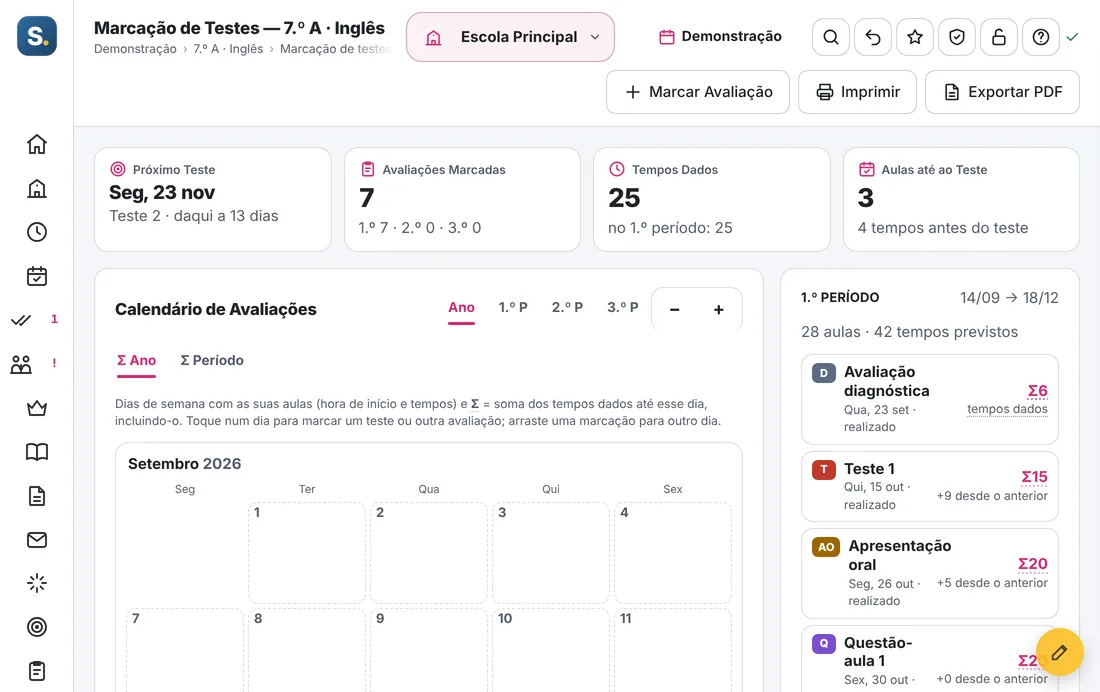 S.
Marcação de Testes — 7.º A · Inglês
Demonstração › 7.º A · Inglês › Marcação de testes
Escola Principal
Demonstração
Marcar Avaliação
Imprimir
Exportar PDF
1
!
Próximo Teste
Seg, 23 nov
Teste 2 · daqui a 13 dias
Avaliações Marcadas
7
1.º 7 · 2.º 0 · 3.º 0
Tempos Dados
25
no 1.º período: 25
Aulas até ao Teste
3
4 tempos antes do teste
Calendário de Avaliações
Ano 1.º P 2.º P 3.º P − +
Σ Ano Σ Período
Dias de semana com as suas aulas (hora de início e tempos) e Σ = soma dos tempos dados até esse dia,
incluindo-o. Toque num dia para marcar um teste ou outra avaliação; arraste uma marcação para outro dia.
Setembro 2026
Seg Ter Qua Qui Sex
1 2 3 4
7 8 9 10 11
1.º PERÍODO 14/09 → 18/12
28 aulas · 42 tempos previstos
D
Avaliação
diagnóstica
Qua, 23 set ·
realizado
Σ6
tempos dados
T
Teste 1
Qui, 15 out ·
realizado
Σ15
+9 desde o anterior
AO
Apresentação
oral
Seg, 26 out ·
realizado
Σ20
+5 desde o anterior
Q
Questão-
aula 1
Sex, 30 out ·
Σ20
+0 desde o anterior